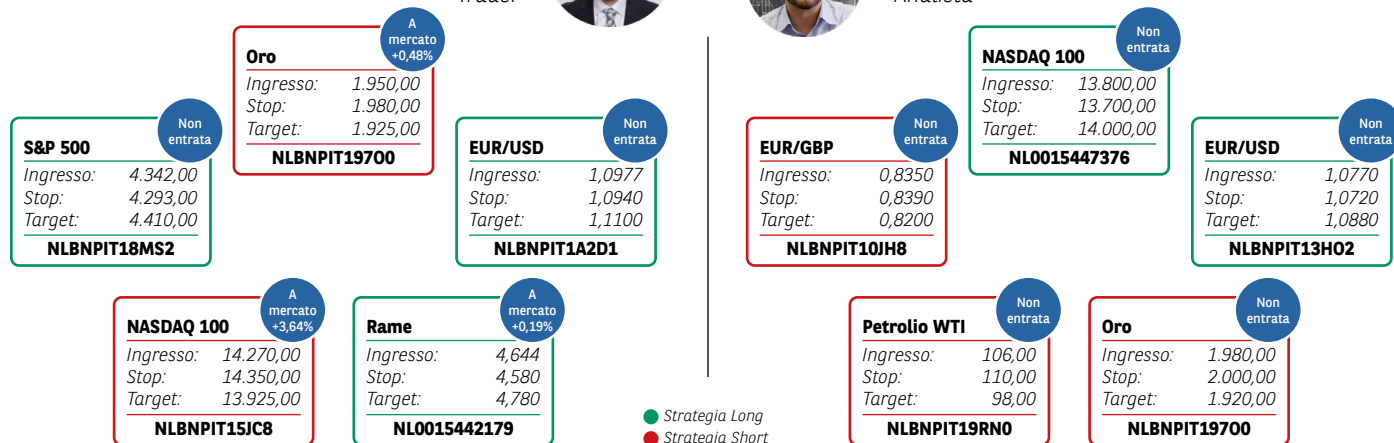 Trader
Analista
A
mercato
+0,48%
Oro
Ingresso: 1.950,00
Stop: 1.980,00
Target: 1.925,00
NLBNPIT19700
Non
entrata
S&P 500
Ingresso: 4.342,00
Stop: 4.293,00
Target: 4.410,00
NLBNPIT18MS2
Non
entrata
EUR/USD
Ingresso: 1,0977
Stop: 1,0940
Target: 1,1100
NLBNPIT1A2D1
A
mercato
+3,64%
NASDAQ 100
Ingresso: 14.270,00
Stop: 14.350,00
Target: 13.925,00
NLBNPIT15JC8
A
mercato
+0,19%
Rame
Ingresso: 4,644
Stop: 4,580
Target: 4,780
NL0015442179
Non
entrata
NASDAQ 100
Ingresso: 13.800,00
Stop: 13.700,00
Target: 14.000,00
NL0015447376
Non
entrata
EUR/GBP
Ingresso: 0,8350
Stop: 0,8390
Target: 0,8200
NLBNPIT10JH8
Non
entrata
EUR/USD
Ingresso: 1,0770
Stop: 1,0720
Target: 1,0880
NLBNPIT13HO2
Non
entrata
Petrolio WTI
Ingresso: 106,00
Stop: 110,00
Target: 98,00
NLBNPIT19RN0
Non
entrata
Oro
Ingresso: 1.980,00
Stop: 2.000,00
Target: 1.920,00
NLBNPIT19700
Strategia Long
Strategia Short